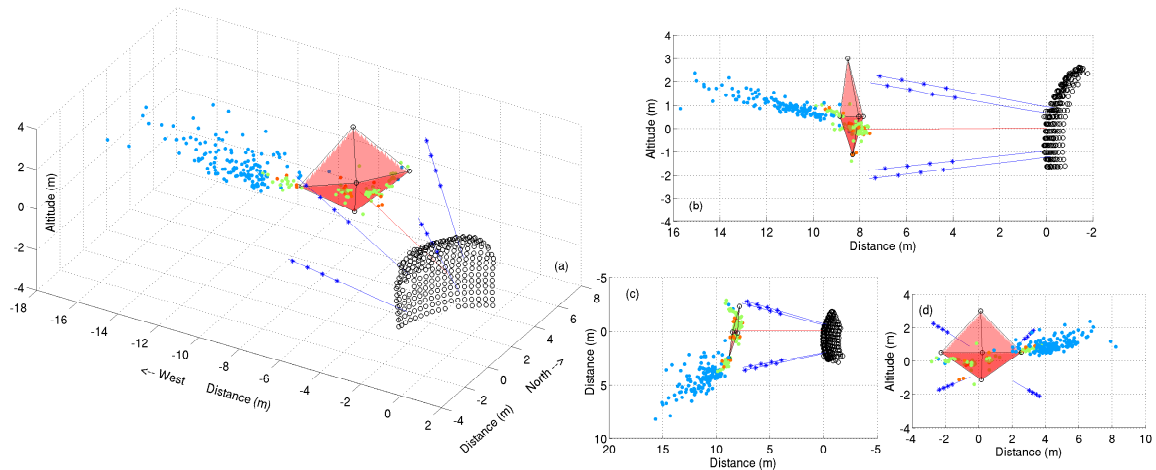 4
2
0
-2
-4
Altitude (m)
-18
-16
-14
-12
-10
-8
-6
-4
-2
0
2
<-- West Distance (m)
-4
-2
0
2
4
6
8
Distance (m) North -->
(a)
4
3
2
1
0
-1
-2
-3
-4
Altitude (m)
(b)
16 14 12 10 8 6 4 2 0 -2
Distance (m)
(c)
-5
0
5
10
Distance (m)
20 15 10 5 0 -5
Distance (m)
(d)
4
2
0
-2
-4
Altitude (m)
-4 -2 0 2 4 6 8 10
Distance (m)